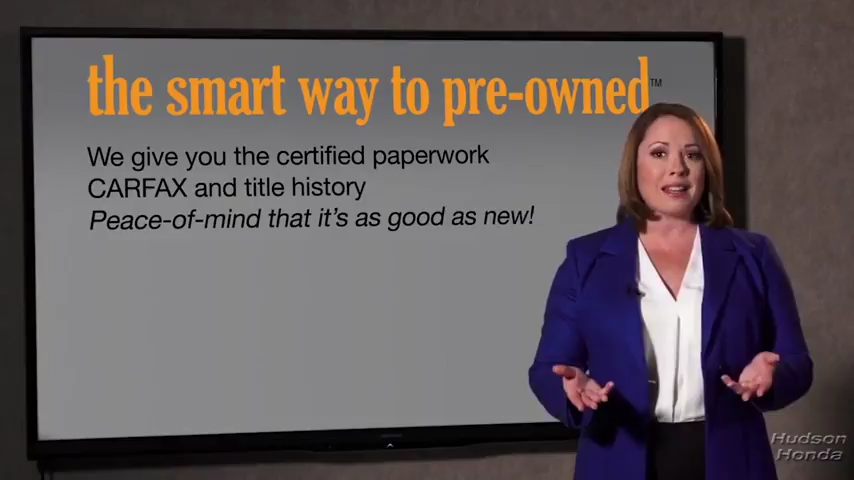 the smart way to pre-owned™
We give you the certified paperwork
CARFAX and title history
Peace-of-mind that it's as good as new!
Hudson
Honda